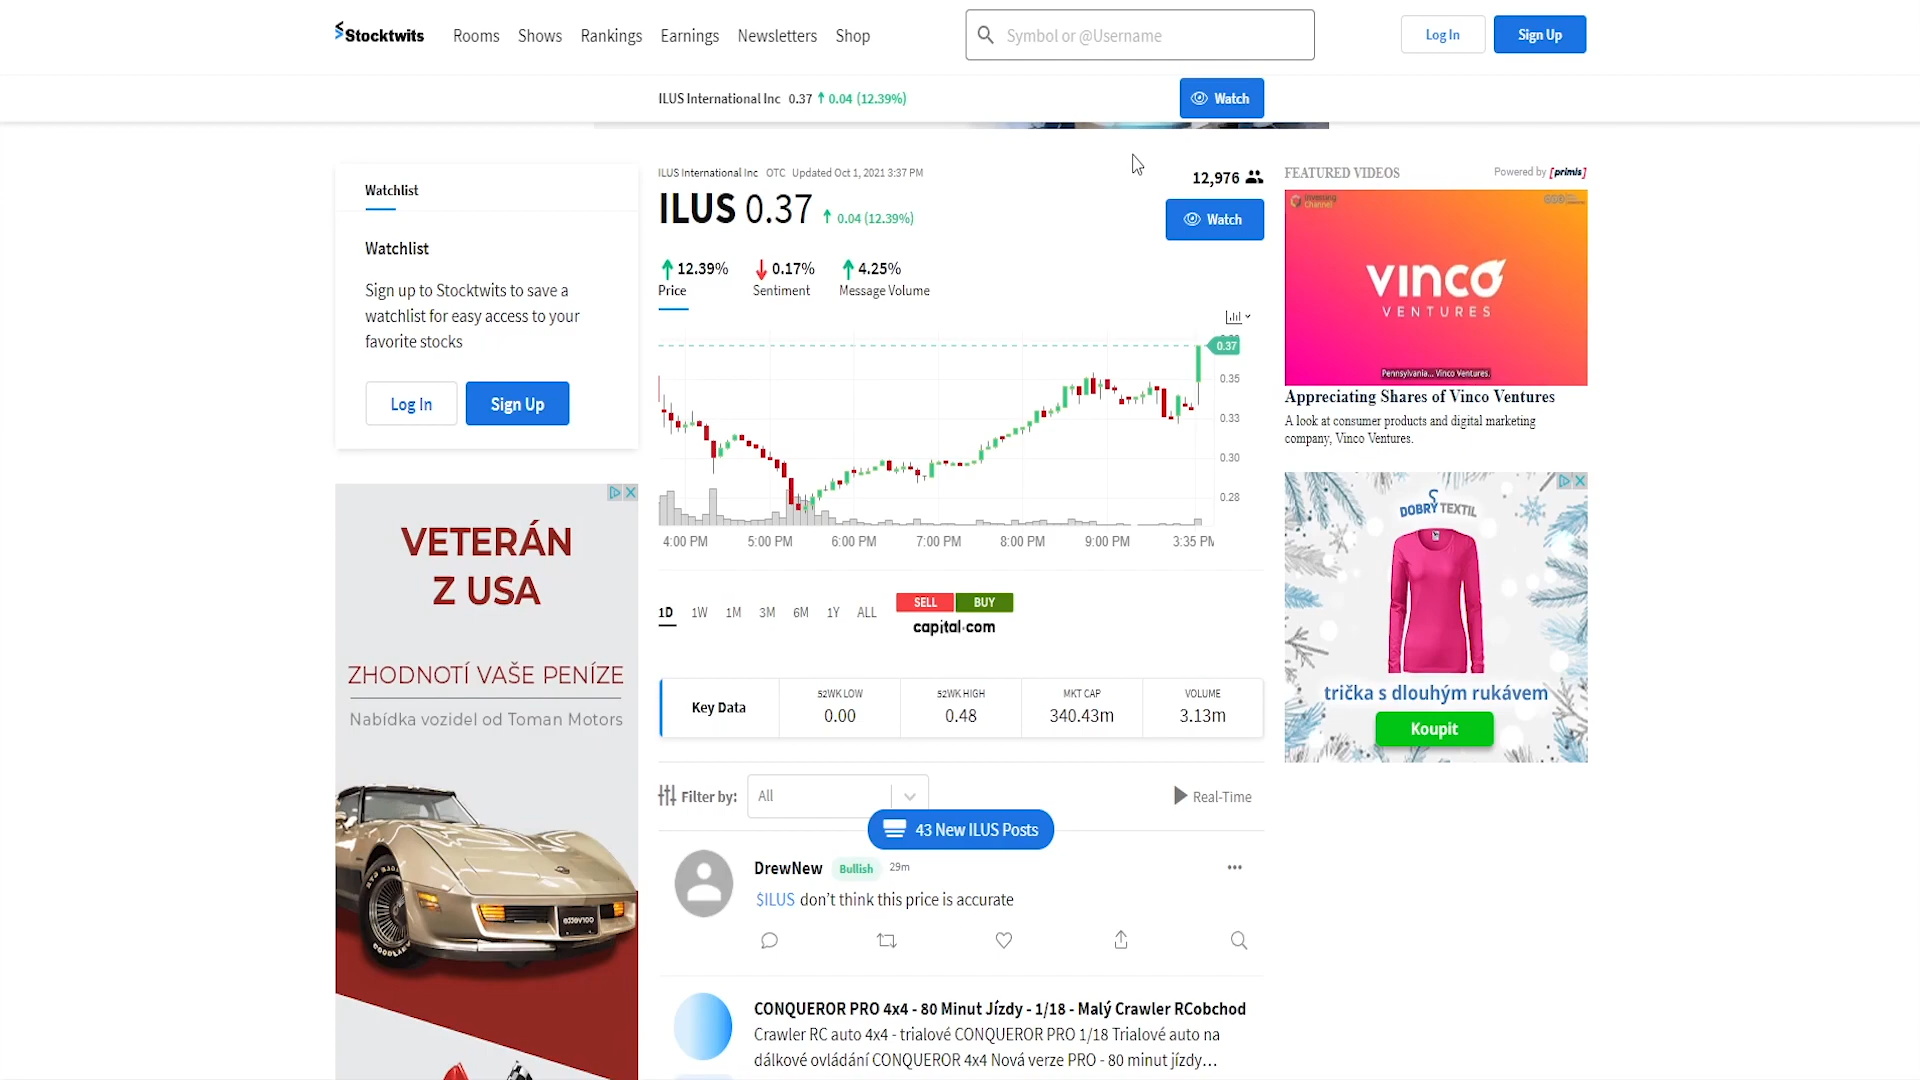 Stocktwits
Rooms Shows Rankings Earnings Newsletters Shop
Symbol or @Username
Log In
Sign Up
ILUS International Inc 0.37 0.04 (12.39%)
Watch
Watchlist
Watchlist
Sign up to Stocktwits to save a
watchlist for easy access to your
favorite stocks
Log In
Sign Up
VETERÁN
Z USA
ZHODNOTÍ VAŠE PENÍZE
Nabídka vozidel od Toman Motors
ILUS International Inc OTC Updated Oct 1, 2021 3:37 PM
ILUS 0.37 0.04 (12.39%)
12,976
Watch
12.39% 0.17% 4.25%
Price Sentiment Message Volume
0.37
0.35
0.33
0.30
0.28
4:00 PM 5:00 PM 6:00 PM 7:00 PM 8:00 PM 9:00 PM 3:35 PM
1D 1W 1M 3M 6M 1Y ALL
SELL BUY
capital.com
Key Data
52WK LOW 52WK HIGH MKT CAP VOLUME
0.00 0.48 340.43m 3.13m
Filter by: All
Real-Time
43 New ILUS Posts
DrewNew Bullish 29m
$ILUS don't think this price is accurate
CONQUEROR PRO 4x4 - 80 Minut Jízdy - 1/18 - Malý Crawler RCobchod
Crawler RC auto 4x4 - trialové CONQUEROR PRO 1/18 Trialové auto na
dálkové ovládání CONQUEROR 4x4 Nová verze PRO - 80 minut jízdy...
FEATURED VIDEOS
Powered by [primis]
Investing
Channel
VINCO
VENTURES
Pennsylvania... Vinco Ventures.
Appreciating Shares of Vinco Ventures
A look at consumer products and digital marketing
company, Vinco Ventures.
DOBRÝ TEXTIL
trička s dlouhým rukávem
Koupit